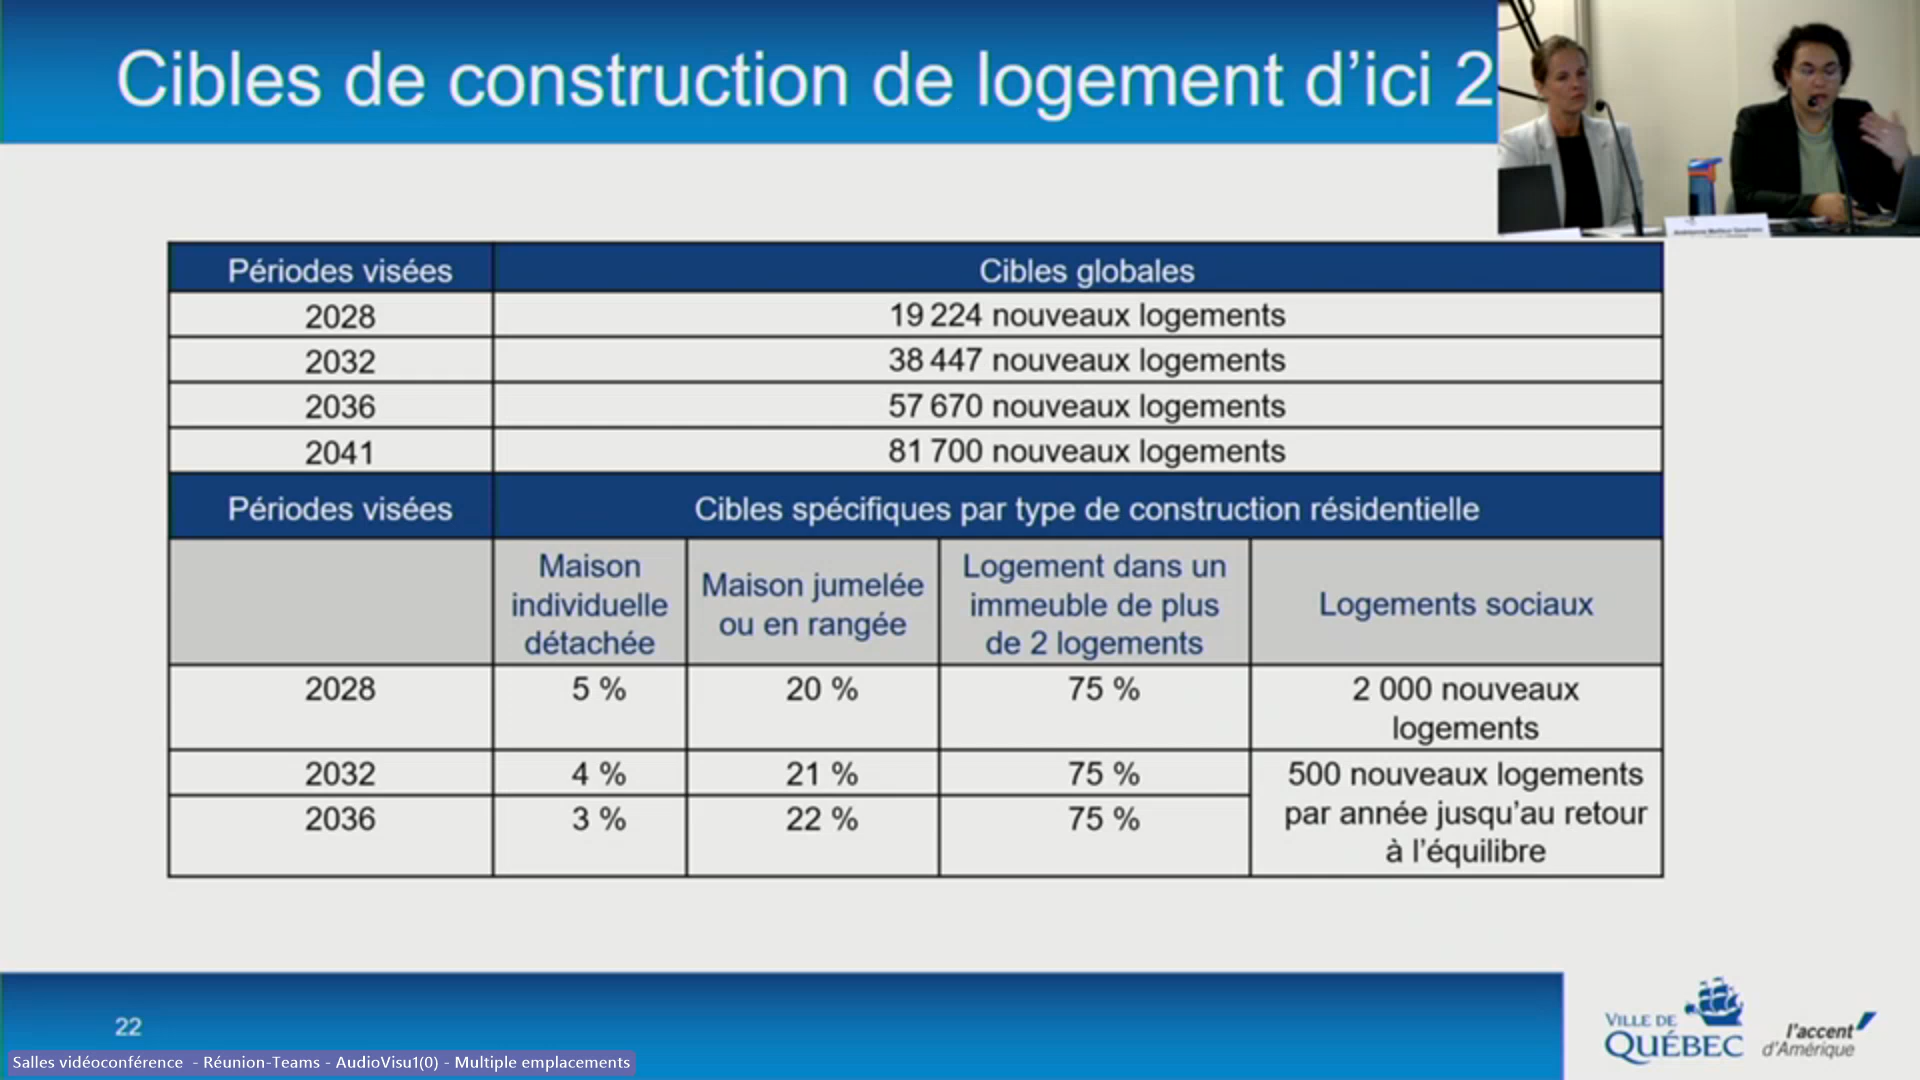 Cibles de construction de logement d’ici 2
Périodes visées
Cibles globales
2028
19 224 nouveaux logements
2032
38 447 nouveaux logements
2036
57 670 nouveaux logements
2041
81 700 nouveaux logements
Périodes visées
Cibles spécifiques par type de construction résidentielle
Maison
individuelle
détachée
Maison jumelée
ou en rangée
Logement dans un
immeuble de plus
de 2 logements
Logements sociaux
2028
5 %
20 %
75 %
2 000 nouveaux
logements
2032
4 %
21 %
75 %
500 nouveaux logements
par année jusqu’au retour
à l’équilibre
2036
3 %
22 %
75 %
22
VILLE DE
QUÉBEC
l’accent
d’Amérique
Salles vidéoconférence - Réunion-Teams - AudioVisu1(0) - Multiple emplacements